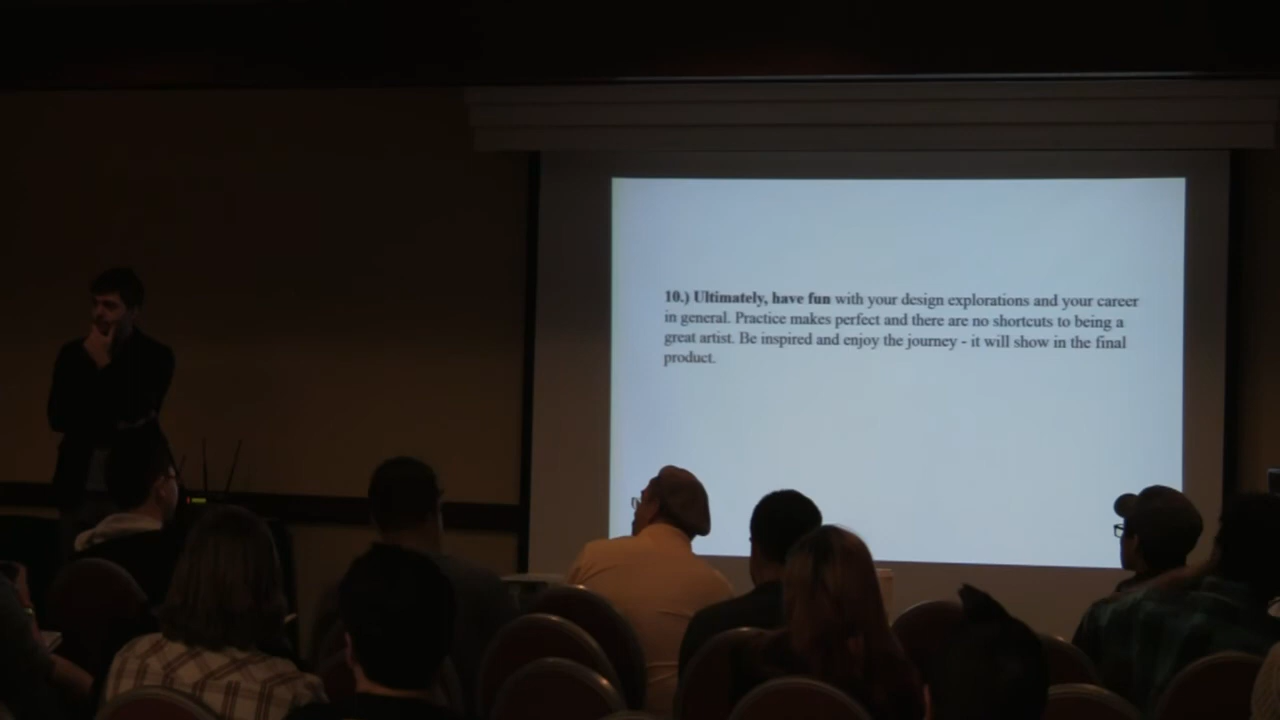 10.) Ultimately, have fun with your design explorations and your career
in general. Practice makes perfect and there are no shortcuts to being a
great artist. Be inspired and enjoy the journey - it will show in the final
product.